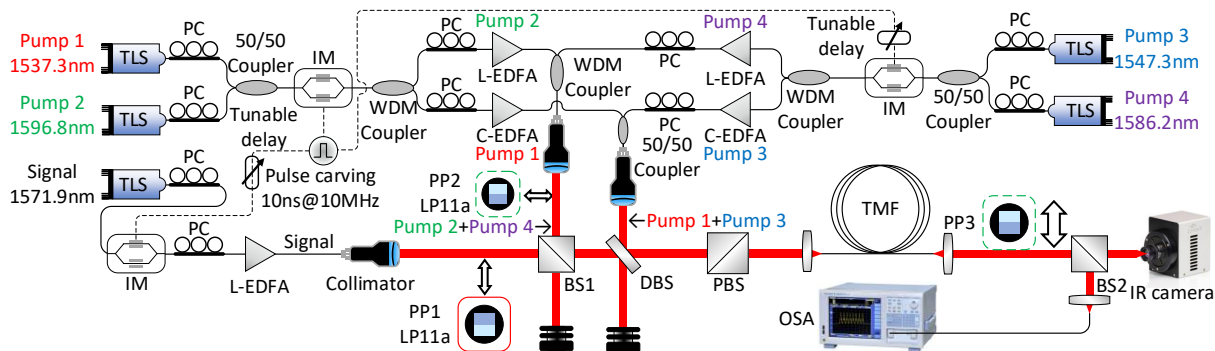 Pump 1
1537.3nm
TLS
PC
50/50
Coupler
IM
Pump 2
1596.8nm
TLS
PC
Tunable
delay
WDM
Coupler
PC
Pump 2
L-EDFA
PC
C-EDFA
Pump 1
WDM
Coupler
Pump 4
PC
L-EDFA
PC
50/50
Coupler
C-EDFA
Pump 3
WDM
Coupler
Tunable
delay
IM
50/50
Coupler
PC
TLS
Pump 3
1547.3nm
PC
TLS
Pump 4
1586.2nm
Signal
1571.9nm
TLS
PC
Pulse carving
10ns@10MHz
IM
PC
L-EDFA
Signal
Collimator
PP2
LP11a
Pump 2+Pump 4
Pump 1+Pump 3
PP1
LP11a
BS1
DBS
PBS
TMF
PP3
BS2
IR camera
OSA